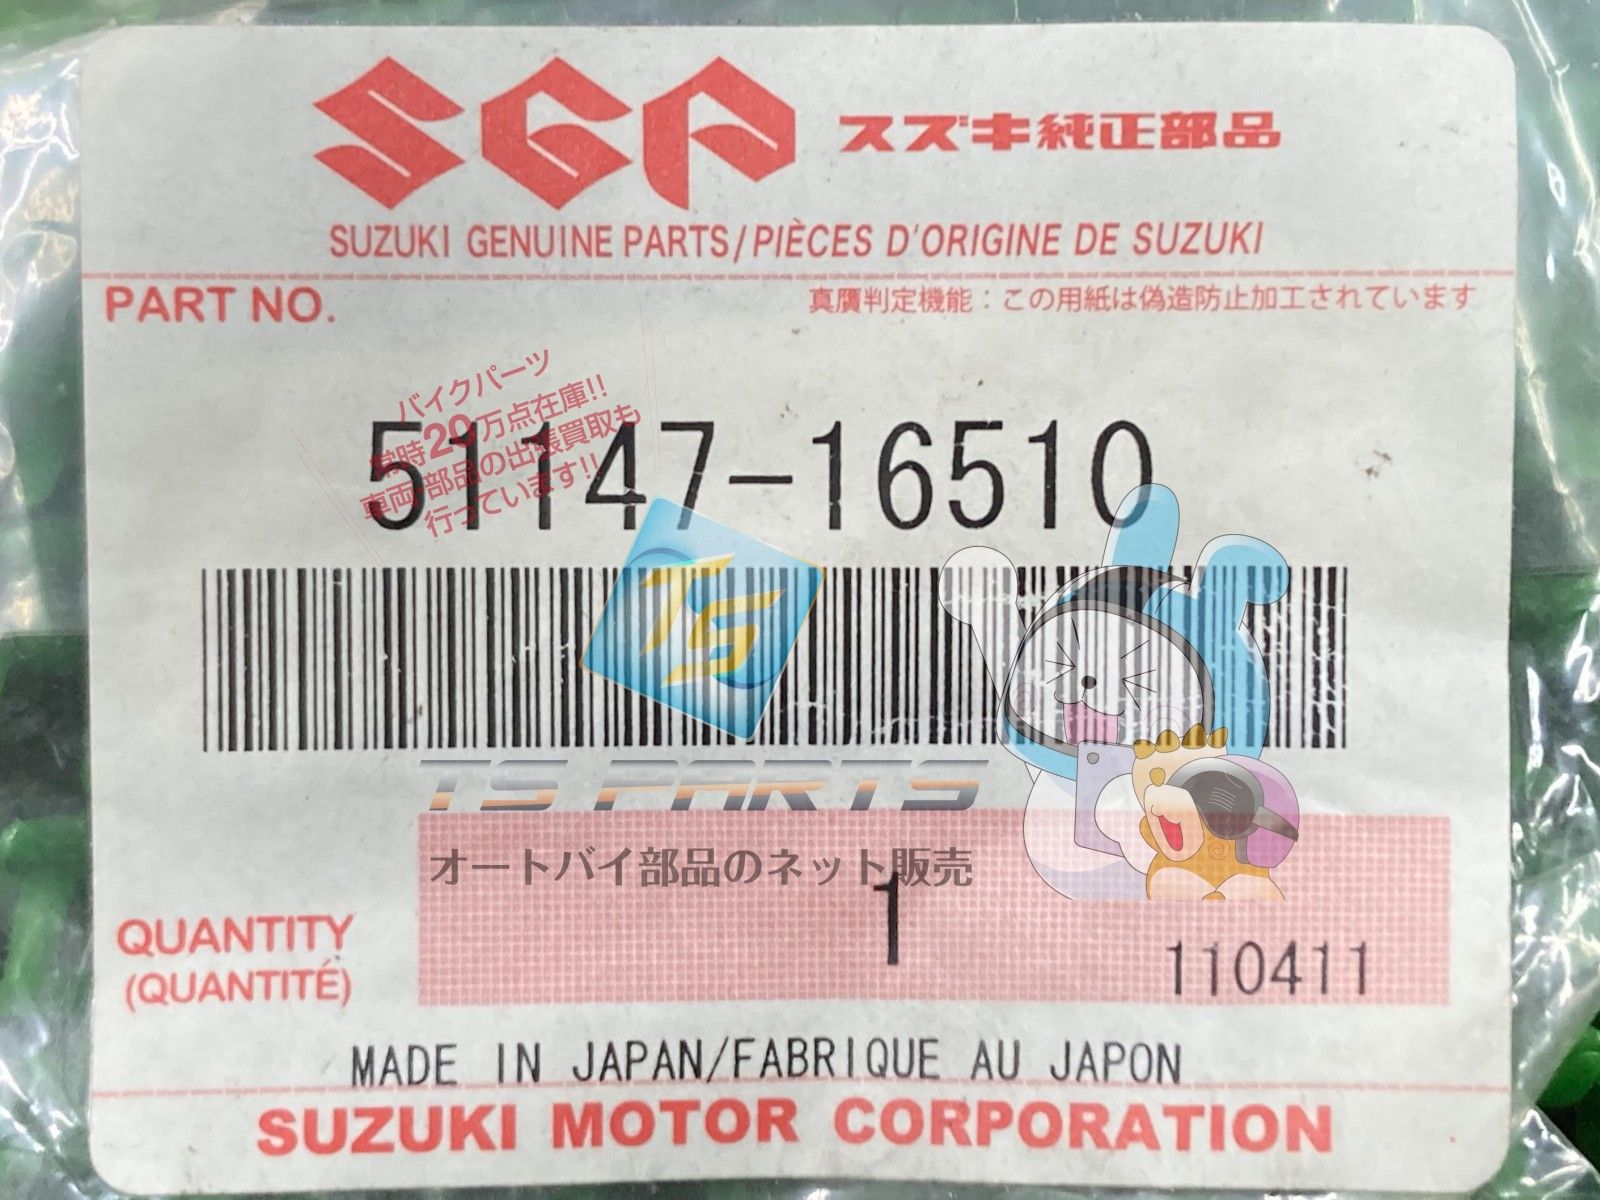 SGP スズキ純正部品
SUZUKI GENUINE PARTS/PIÈCES D'ORIGINE DE SUZUKI
PART NO.
真贋判定機能：この用紙は偽造防止加工されています
バイクパーツ
常時20万点在庫!!
車両 部品の出張買取も
行っています!!
51147-16510
TS
TS PARTS
オートバイ部品のネット販売
QUANTITY
(QUANTITÉ)
1
110411
MADE IN JAPAN/FABRIQUE AU JAPON
SUZUKI MOTOR CORPORATION